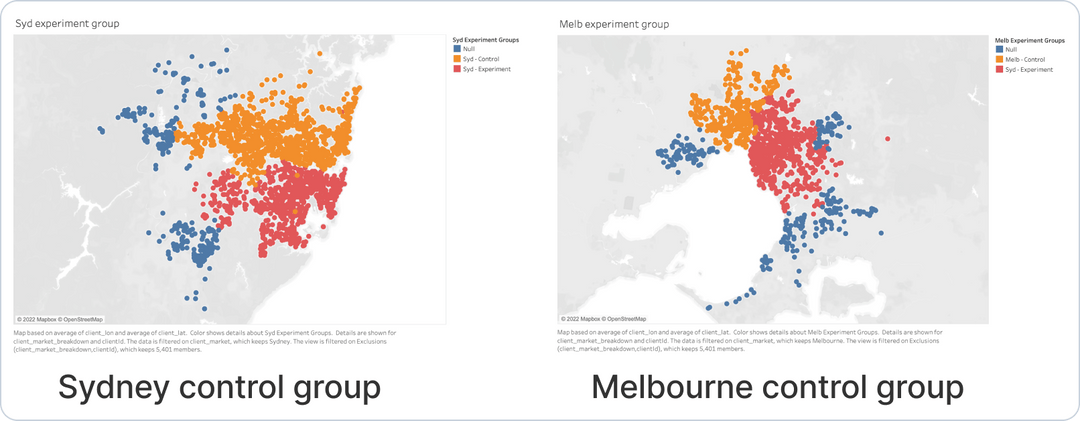 Syd experiment group
Syd Experiment Groups
Null
Syd - Control
Syd - Experiment
© 2022 Mapbox © OpenStreetMap
Map based on average of client_lon and average of client_lat. Color shows details about Syd Experiment Groups. Details are shown for
client_market_breakdown and clientId. The data is filtered on client_market, which keeps Sydney. The view is filtered on Exclusions
(client_market_breakdown,clientId), which keeps 5,401 members.
Sydney control group
Melb experiment group
Melb Experiment Groups
Null
Melb - Control
Syd - Experiment
© 2022 Mapbox © OpenStreetMap
Map based on average of client_lon and average of client_lat. Color shows details about Melb Experiment Groups. Details are shown for
client_market_breakdown and clientId. The data is filtered on client_market, which keeps Melbourne. The view is filtered on Exclusions
(client_market_breakdown,clientId), which keeps 5,401 members.
Melbourne control group